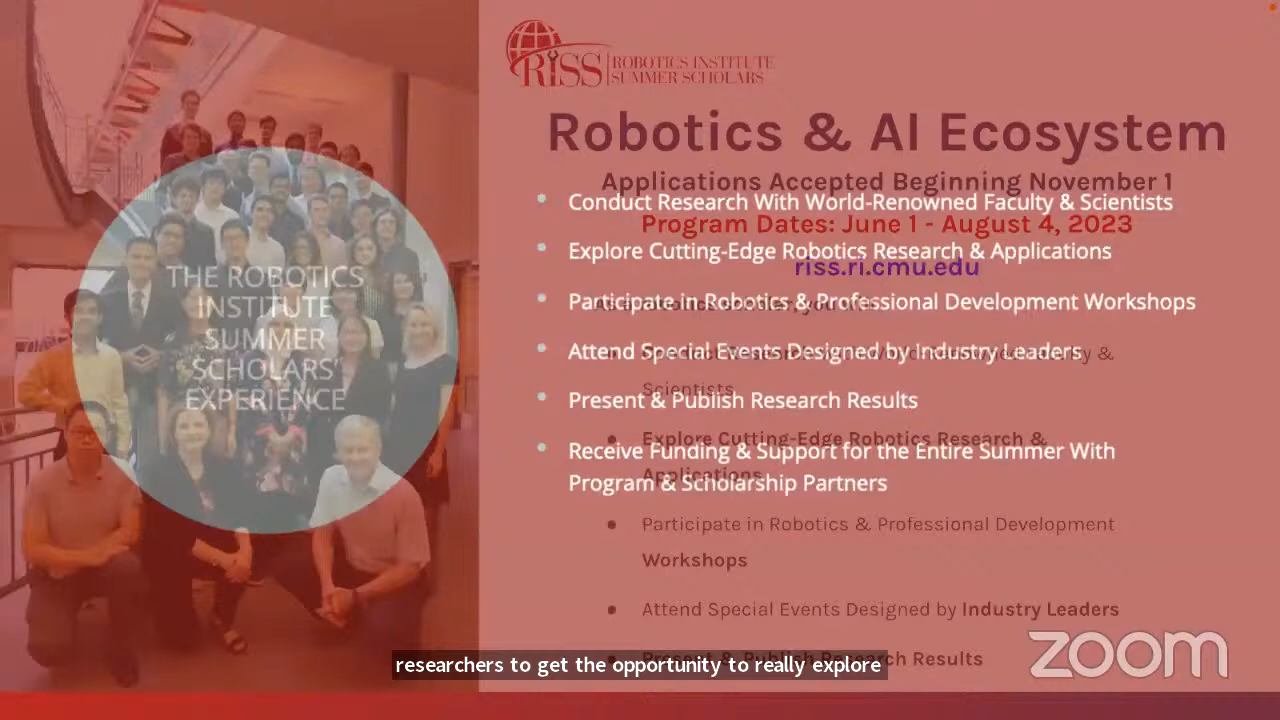 RISS
ROBOTICS INSTITUTE
SUMMER SCHOLARS
Robotics & AI Ecosystem
Applications Accepted Beginning November 1
Program Dates: June 1 - August 4, 2023
riss.ri.cmu.edu
THE ROBOTICS
INSTITUTE
SUMMER
SCHOLARS'
EXPERIENCE
• Conduct Research With World-Renowned Faculty & Scientists
• Explore Cutting-Edge Robotics Research & Applications
• Participate in Robotics & Professional Development Workshops
• Attend Special Events Designed by Industry Leaders
• Present & Publish Research Results
• Receive Funding & Support for the Entire Summer With
Program & Scholarship Partners
&
Scientists
• Explore Cutting-Edge Robotics Research &
Applications
• Participate in Robotics & Professional Development
Workshops
• Attend Special Events Designed by Industry Leaders
• Present & Publish Research Results
researchers to get the opportunity to really explore
zoom